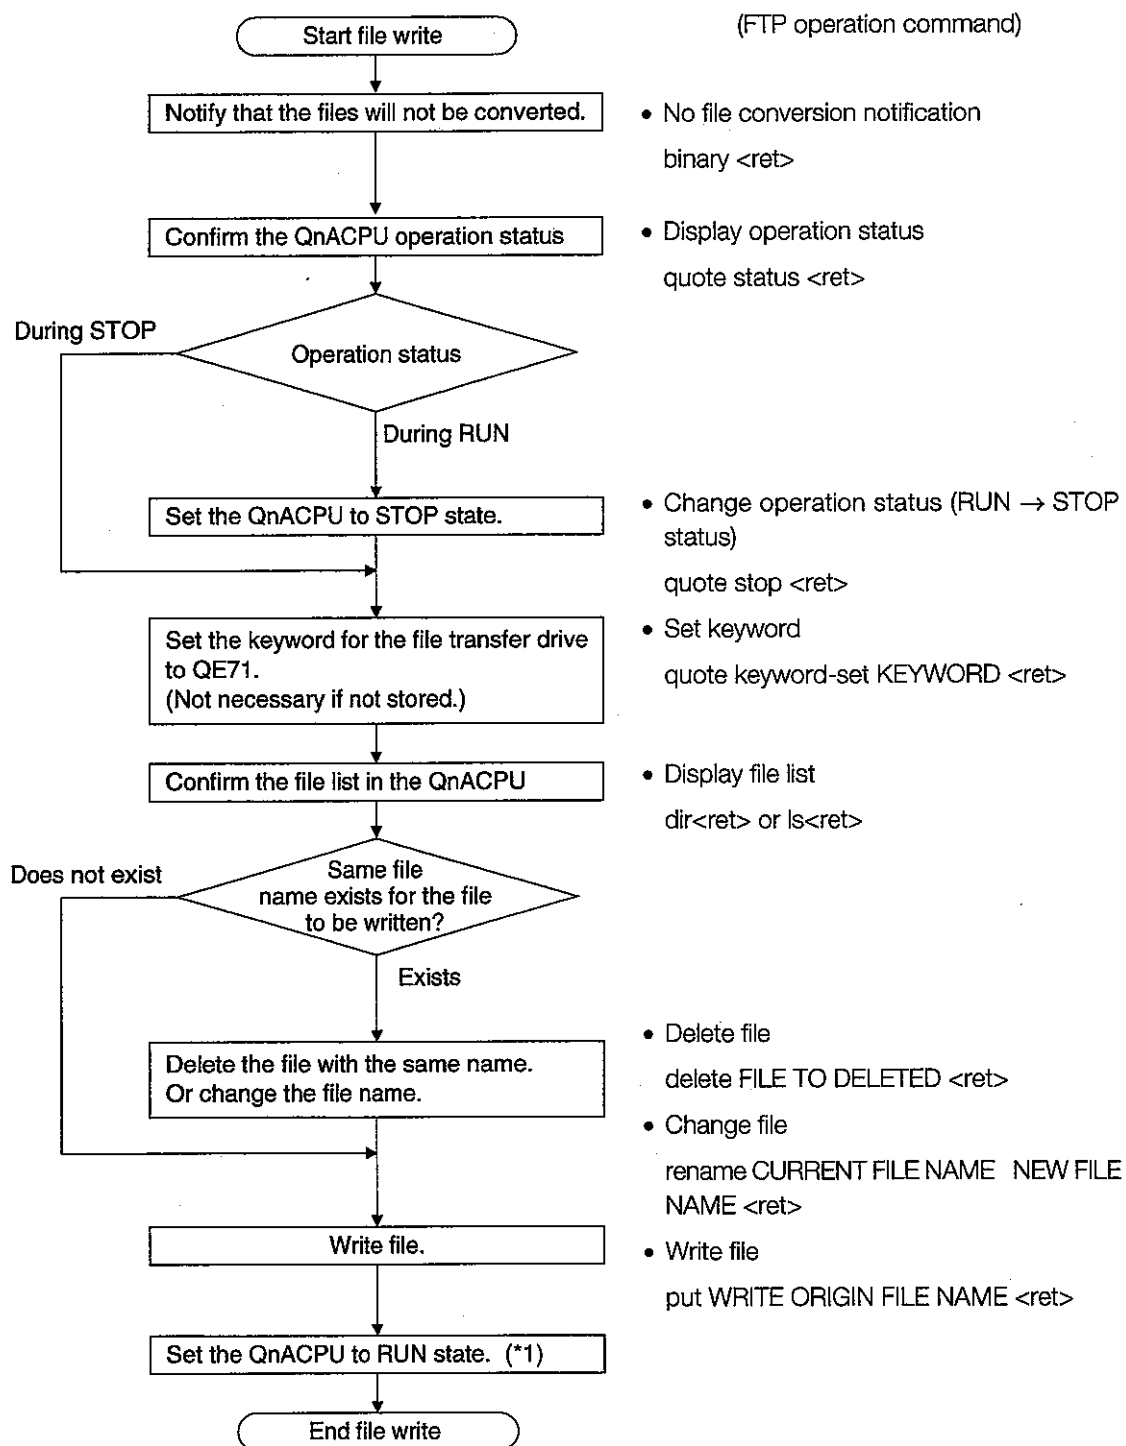 (FTP operation command)
Start file write
Notify that the files will not be converted.
• No file conversion notification
binary <ret>
Confirm the QnACPU operation status
• Display operation status
quote status <ret>
During STOP
Operation status
During RUN
Set the QnACPU to STOP state.
• Change operation status (RUN → STOP
status)
quote stop <ret>
Set the keyword for the file transfer drive
to QE71.
(Not necessary if not stored.)
• Set keyword
quote keyword-set KEYWORD <ret>
Confirm the file list in the QnACPU
• Display file list
dir<ret> or ls<ret>
Does not exist
Same file
name exists for the file
to be written?
Exists
Delete the file with the same name.
Or change the file name.
• Delete file
delete FILE TO DELETED <ret>
• Change file
rename CURRENT FILE NAME NEW FILE
NAME <ret>
Write file.
• Write file
put WRITE ORIGIN FILE NAME <ret>
Set the QnACPU to RUN state. (*1)
End file write